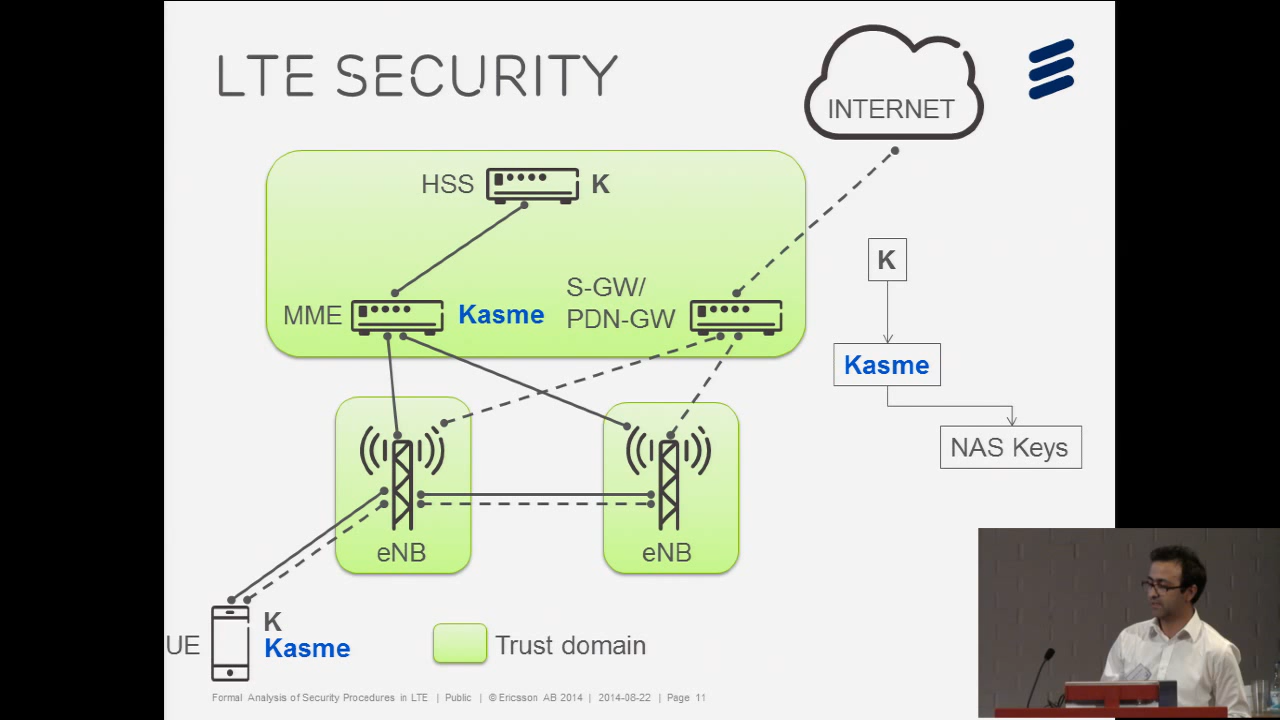 LTE SECURITY
INTERNET
HSS
K
MME
Kasme
S-GW/
PDN-GW
K
Kasme
NAS Keys
eNB
eNB
UE
K
Kasme
Trust domain
Formal Analysis of Security Procedures in LTE | Public | © Ericsson AB 2014 | 2014-08-22 | Page 11